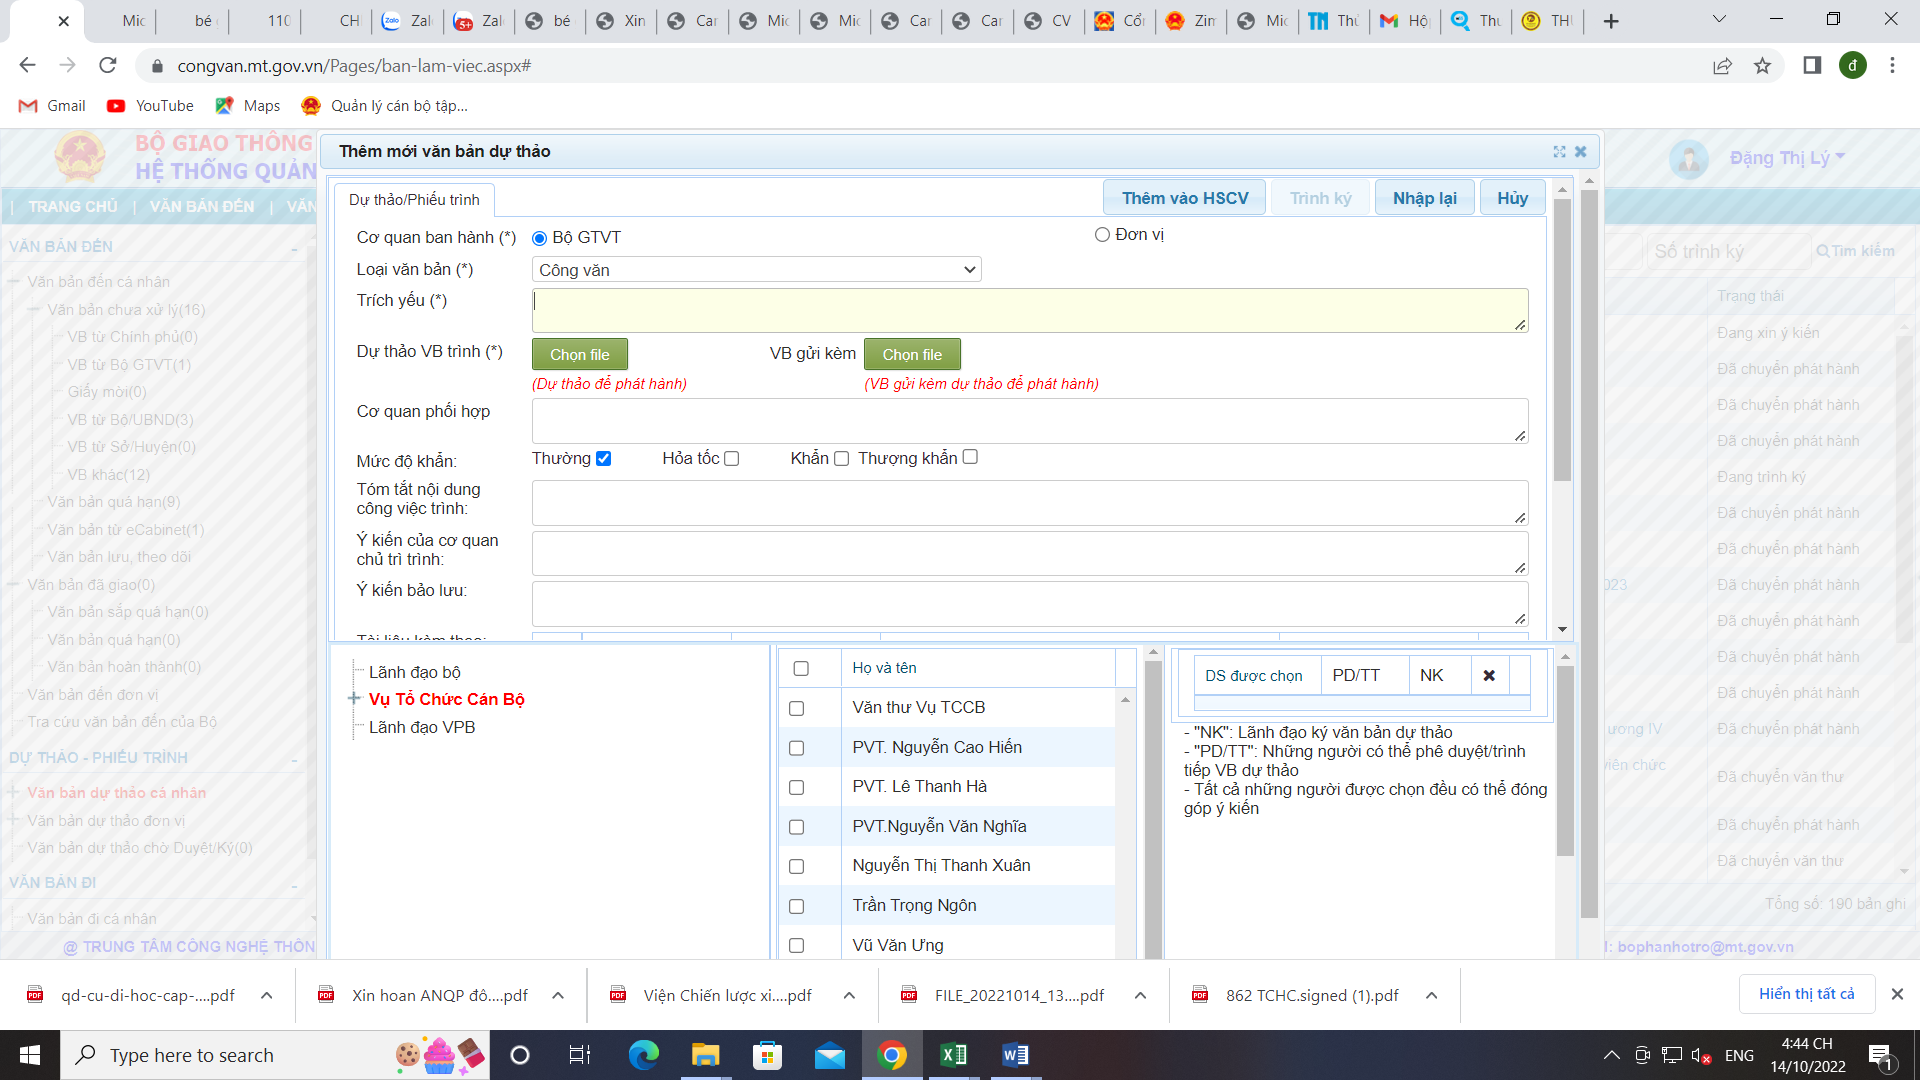 Mic
bé
110
CH
Zalo
Zalo
bé
Xin
Car
Mic
Mic
Car
Car
CV
Cổn
Zim
Mic
Thủ
Hộp
Thu
THƯ
congvan.mt.gov.vn/Pages/ban-lam-viec.aspx#
đ
Gmail
YouTube
Maps
Quản lý cán bộ tập...
BỘ GIAO THÔNG
HỆ THỐNG QUẢN
Đặng Thị Lý
| TRANG CHỦ | VĂN BẢN ĐẾN | VĂN
Thêm mới văn bản dự thảo
Dự thảo/Phiếu trình
Thêm vào HSCV
Trình ký
Nhập lại
Hủy
Cơ quan ban hành (*)
Bộ GTVT
Đơn vị
Loại văn bản (*)
Công văn
Trích yếu (*)
Dự thảo VB trình (*)
Chọn file
VB gửi kèm
Chọn file
(Dự thảo để phát hành)
(VB gửi kèm dự thảo để phát hành)
Cơ quan phối hợp
Mức độ khẩn:
Thường
Hỏa tốc
Khẩn
Thượng khẩn
Tóm tắt nội dung
công việc trình:
Ý kiến của cơ quan
chủ trì trình:
Ý kiến bảo lưu:
Tài liệu kèm theo:
VĂN BẢN ĐẾN
Văn bản đến cá nhân
Văn bản chưa xử lý(16)
VB từ Chính phủ(0)
VB từ Bộ GTVT(1)
Giấy mời(0)
VB từ Bộ/UBND(3)
VB từ Sở/Huyện(0)
VB khác(12)
Văn bản quá hạn(9)
Văn bản từ eCabinet(1)
Văn bản lưu, theo dõi
Văn bản đã giao(0)
Văn bản sắp quá hạn(0)
Văn bản quá hạn(0)
Văn bản hoàn thành(0)
Văn bản đến đơn vị
Tra cứu văn bản đến của Bộ
DỰ THẢO - PHIẾU TRÌNH
Văn bản dự thảo cá nhân
Văn bản dự thảo đơn vị
Văn bản dự thảo chờ Duyệt/Ký(0)
VĂN BẢN ĐI
Văn bản đi cá nhân
@ TRUNG TÂM CÔNG NGHỆ THÔN
Lãnh đạo bộ
Vụ Tổ Chức Cán Bộ
Lãnh đạo VPB
Họ và tên
Văn thư Vụ TCCB
PVT. Nguyễn Cao Hiển
PVT. Lê Thanh Hà
PVT.Nguyễn Văn Nghĩa
Nguyễn Thị Thanh Xuân
Trần Trọng Ngôn
Vũ Văn Ưng
DS được chọn
PD/TT
NK
- "NK": Lãnh đạo ký văn bản dự thảo
- "PD/TT": Những người có thể phê duyệt/trình
tiếp VB dự thảo
- Tất cả những người được chọn đều có thể đóng
góp ý kiến
Số trình ký
Tìm kiếm
Trạng thái
Đang xin ý kiến
Đã chuyển phát hành
Đã chuyển phát hành
Đã chuyển phát hành
Đang trình ký
Đã chuyển phát hành
Đã chuyển phát hành
023 Đã chuyển phát hành
Đã chuyển phát hành
Đã chuyển phát hành
Đã chuyển phát hành
ương IV Đã chuyển phát hành
viên chức
Đã chuyển văn thư
Đã chuyển phát hành
Đã chuyển văn thư
Tổng số: 190 bản ghi
l: bophanhotro@mt.gov.vn
qd-cu-di-hoc-cap-....pdf
Xin hoan ANQP đô....pdf
Viện Chiến lược xi....pdf
FILE_20221014_13....pdf
862 TCHC.signed (1).pdf
Hiển thị tất cả
Type here to search
ENG
4:44 CH
14/10/2022
1